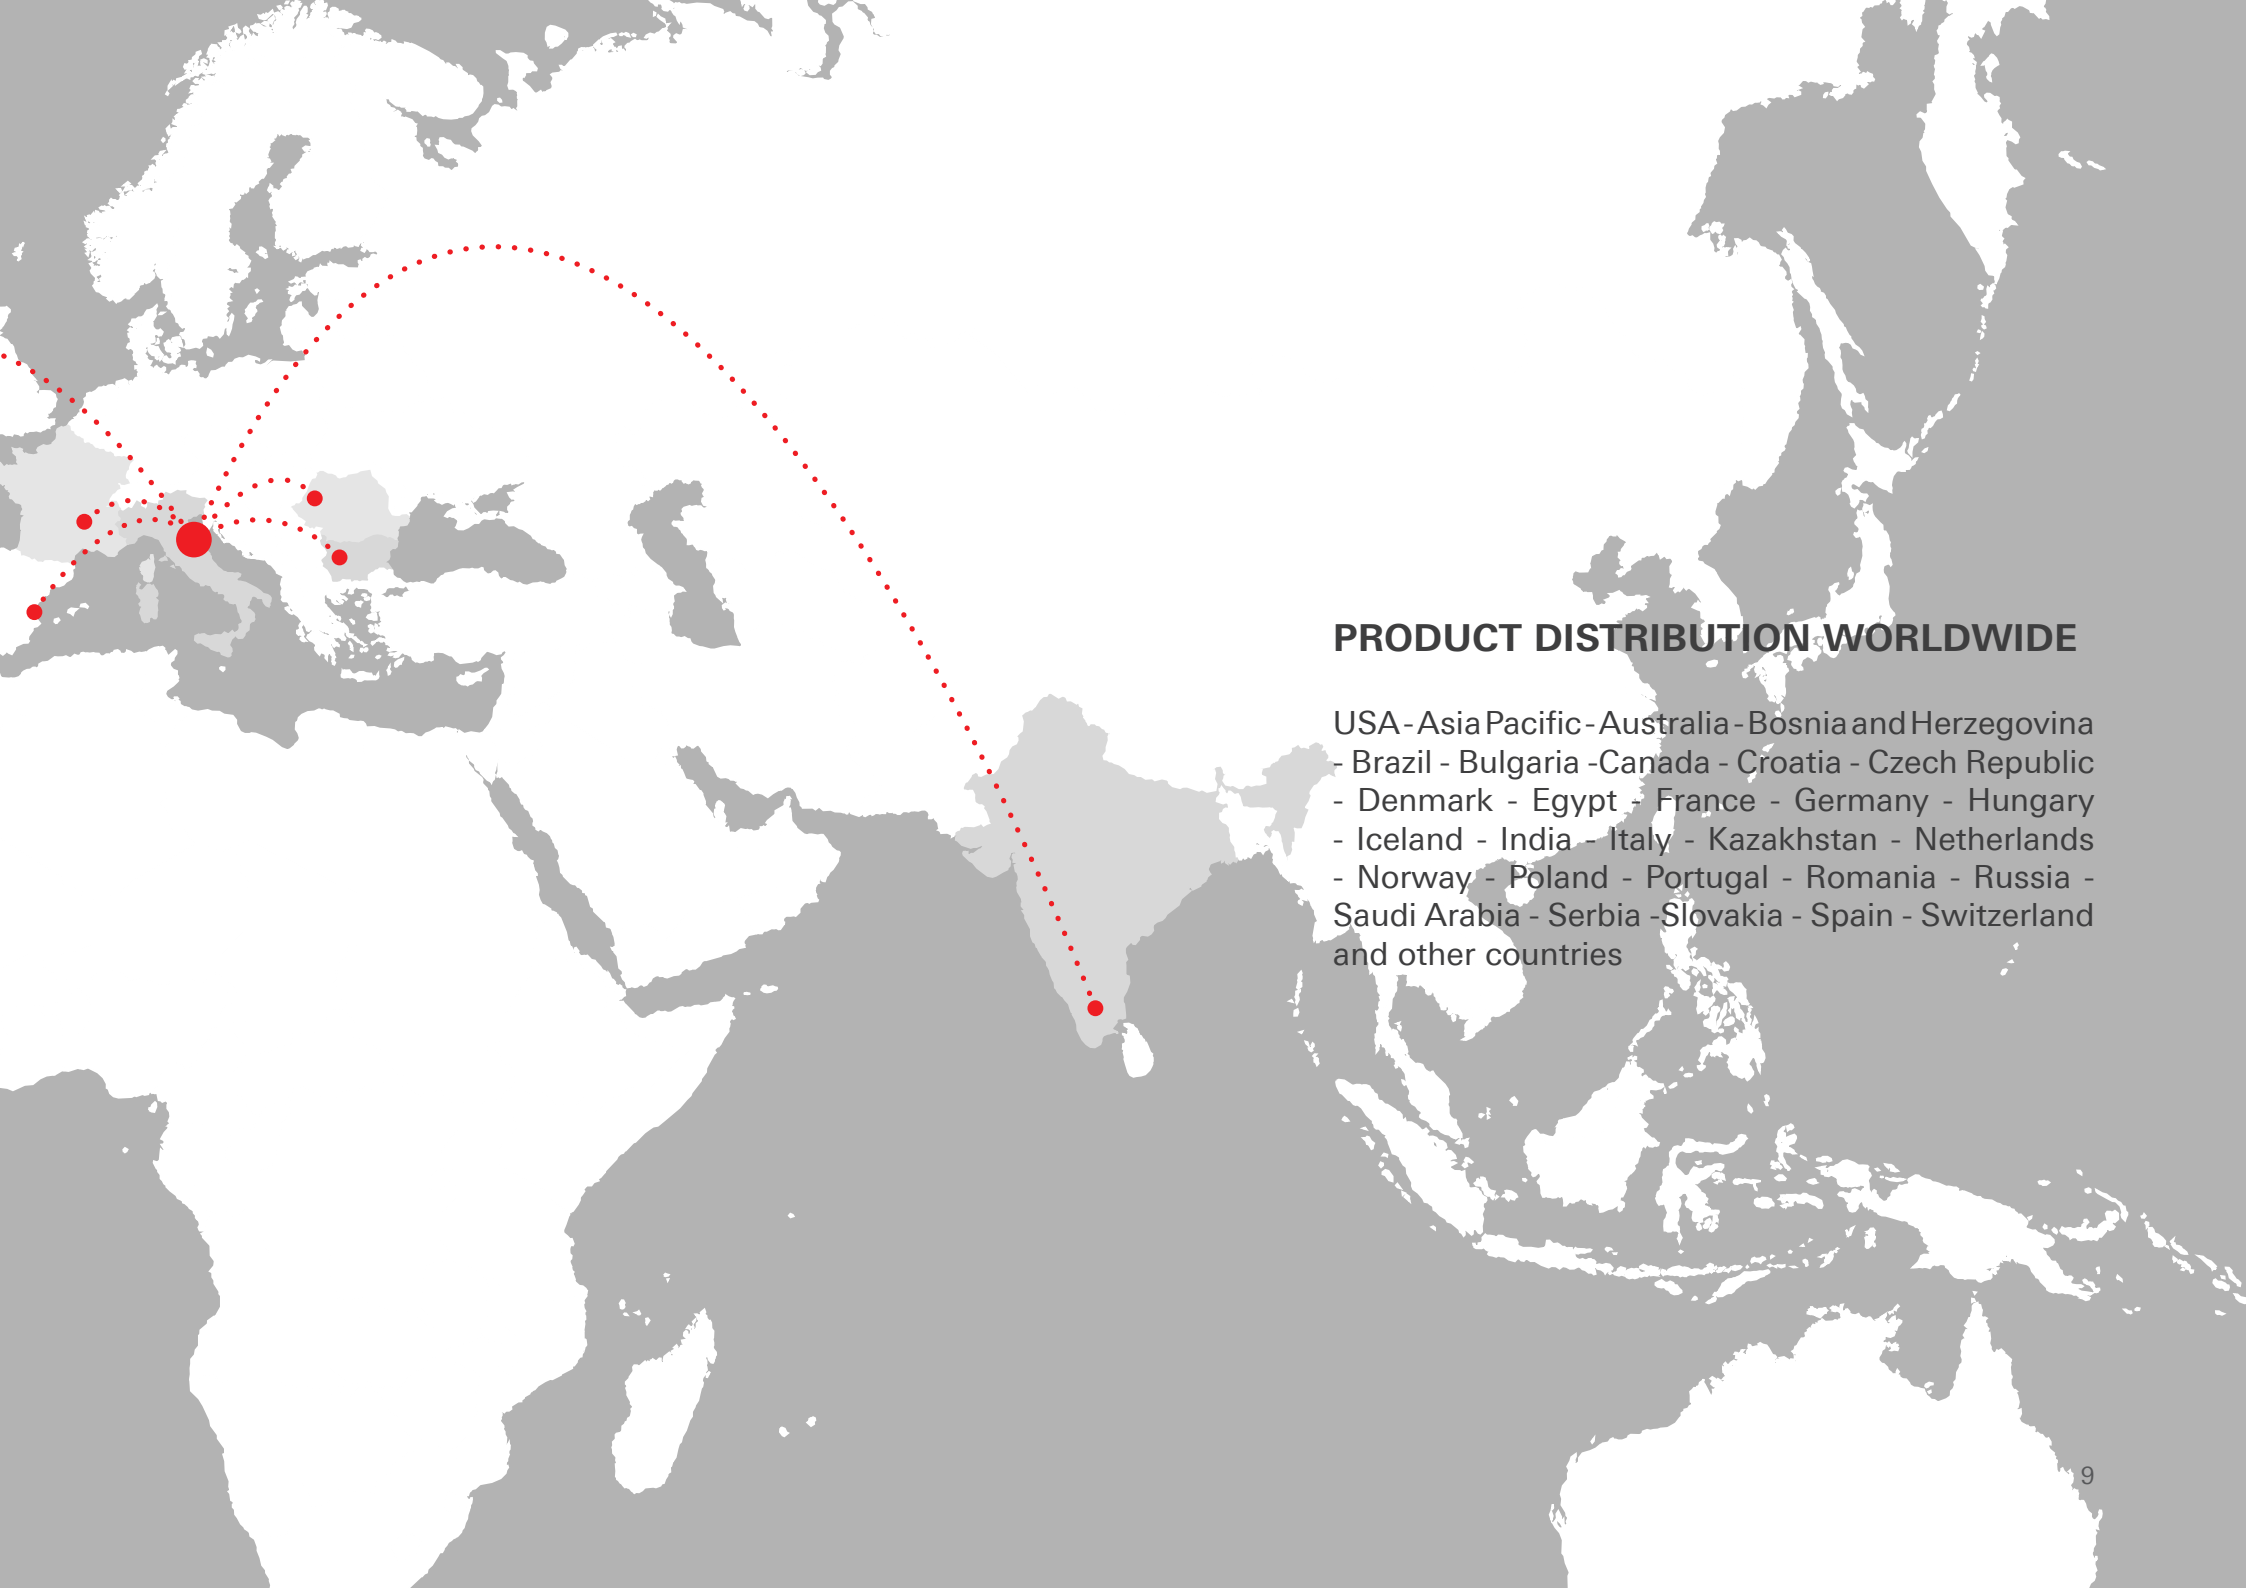 PRODUCT DISTRIBUTION WORLDWIDE
USA - Asia Pacific - Australia - Bosnia and Herzegovina
- Brazil - Bulgaria -Canada - Croatia - Czech Republic
- Denmark - Egypt - France - Germany - Hungary
- Iceland - India - Italy - Kazakhstan - Netherlands
- Norway - Poland - Portugal - Romania - Russia -
Saudi Arabia - Serbia -Slovakia - Spain - Switzerland
and other countries
9